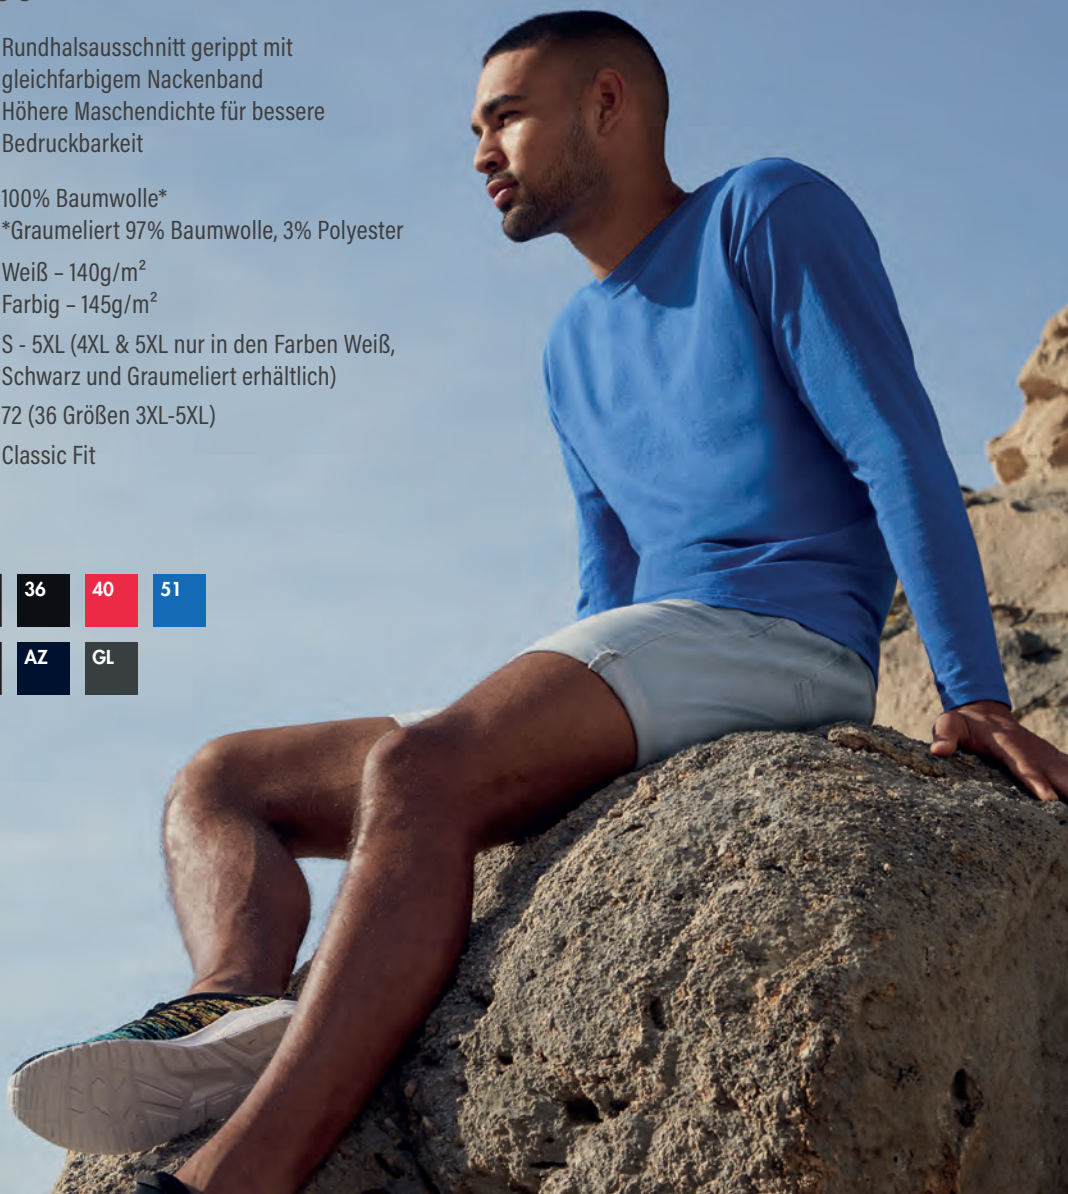 Rundhalsausschnitt gerippt mit
gleichfarbigem Nackenband
Höhere Maschendichte für bessere
Bedruckbarkeit
100% Baumwolle*
*Graumeliert 97% Baumwolle, 3% Polyester
Weiß – 140g/m²
Farbig – 145g/m²
S - 5XL (4XL & 5XL nur in den Farben Weiß,
Schwarz und Graumeliert erhältlich)
72 (36 Größen 3XL-5XL)
Classic Fit
36 40 51
AZ GL